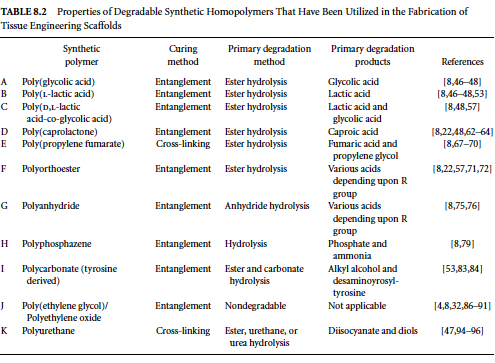 TABLE 8.2 Properties of Degradable Synthetic Homopolymers That Have Been Utilized in the Fabrication of
Tissue Engineering Scaffolds
Synthetic polymer Curing method Primary degradation method Primary degradation products References
A Poly(glycolic acid) Entanglement Ester hydrolysis Glycolic acid [8,46–48]
B Poly(L-lactic acid) Entanglement Ester hydrolysis Lactic acid [8,46–48,53]
C Poly(D,L-lactic Entanglement Ester hydrolysis Lactic acid and [8,48,57]
acid-co-glycolic acid) glycolic acid
D Poly(caprolactone) Entanglement Ester hydrolysis Caproic acid [8,22,48,62–64]
E Poly(propylene fumarate) Cross-linking Ester hydrolysis Fumaric acid and [8,67–70]
propylene glycol
F Polyorthoester Entanglement Ester hydrolysis Various acids [8,22,57,71,72]
depending upon R
group
G Polyanhydride Entanglement Anhydride hydrolysis Various acids [8,75,76]
depending upon R
group
H Polyphosphazene Entanglement Hydrolysis Phosphate and [8,79]
ammonia
I Polycarbonate (tyrosine Entanglement Ester and carbonate Alkyl alcohol and [53,83,84]
derived) hydrolysis desaminoyrosyl-
tyrosine
J Poly(ethylene glycol)/ Entanglement Nondegradable Not applicable [4,8,32,86–91]
Polyethylene oxide
K Polyurethane Cross-linking Ester, urethane, or Diisocyanate and diols [47,94–96]
urea hydrolysis